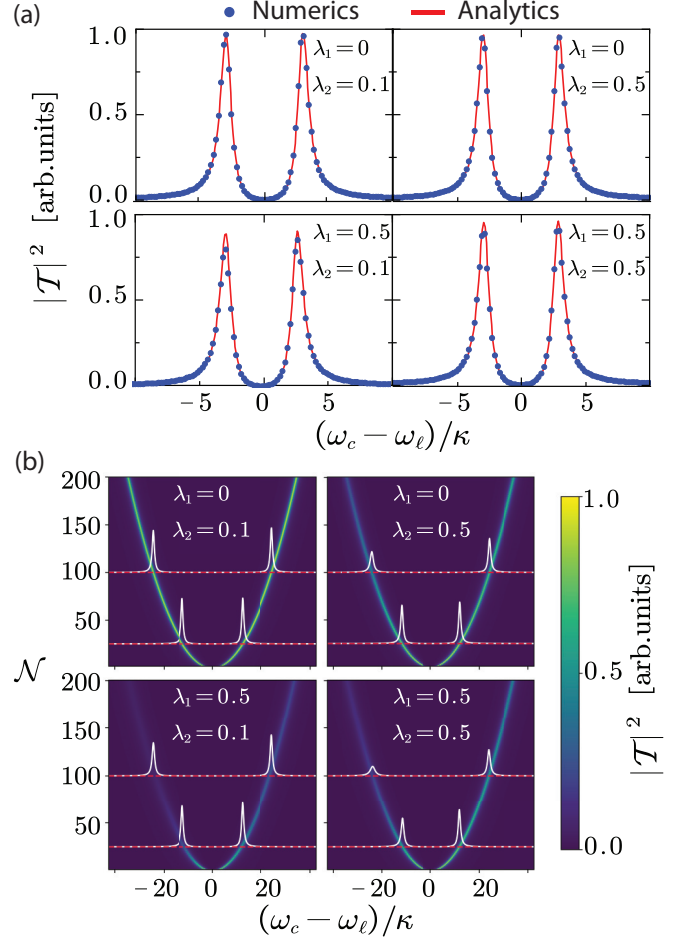 (a) Numerics Analytics
1.0 λ₁=0 λ₁=0
λ₂=0.1 λ₂=0.5
0.5
0.0
1.0 λ₁=0.5 λ₁=0.5
λ₂=0.1 λ₂=0.5
0.5
0.0
|𝒯|² [arb.units]
−5 0 5 −5 0 5
(ω_c − ω_ℓ)/κ
(b)
200 λ₁=0 λ₁=0 1.0
150 λ₂=0.1 λ₂=0.5
100
50
𝒩
200 λ₁=0.5 λ₁=0.5 0.5
150 λ₂=0.1 λ₂=0.5
100
50 0.0
|𝒯|² [arb.units]
−20 0 20 −20 0 20
(ω_c − ω_ℓ)/κ